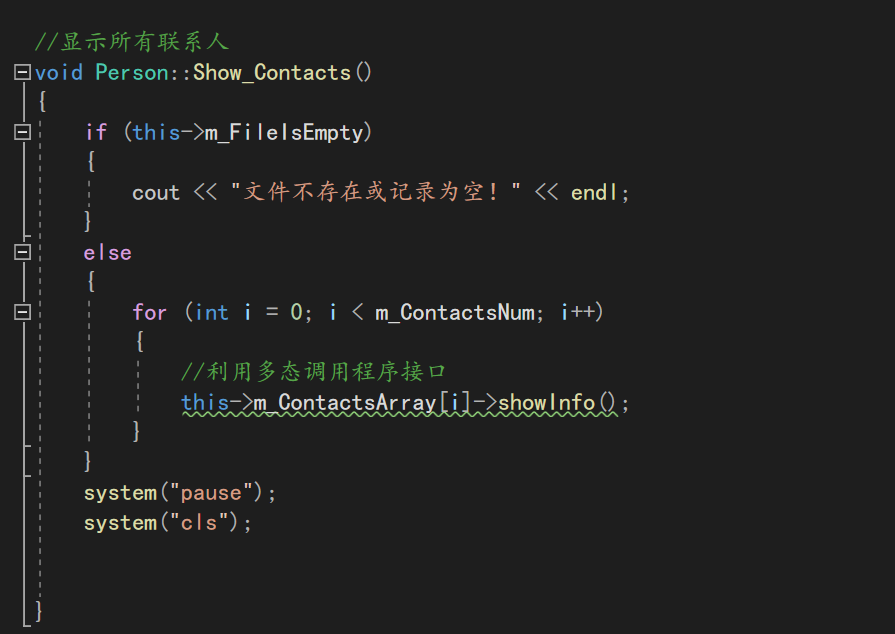 //显示所有联系人
void Person::Show_Contacts()
{
if (this->m_FileIsEmpty)
{
cout << "文件不存在或记录为空！" << endl;
}
else
{
for (int i = 0; i < m_ContactsNum; i++)
{
//利用多态调用程序接口
this->m_ContactsArray[i]->showInfo();
}
}
system("pause");
system("cls");
}